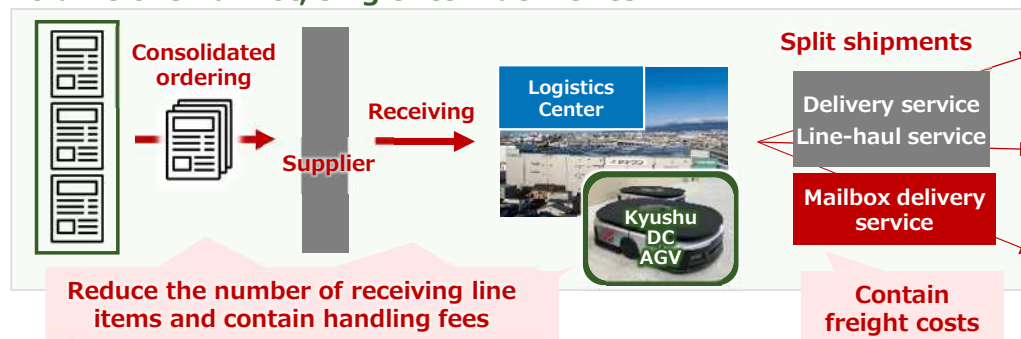 Consolidated
ordering
Supplier
Receiving
Logistics
Center
Kyushu
DC
AGV
Split shipments
Delivery service
Line-haul service
Mailbox delivery
service
Reduce the number of receiving line
items and contain handling fees
Contain
freight costs